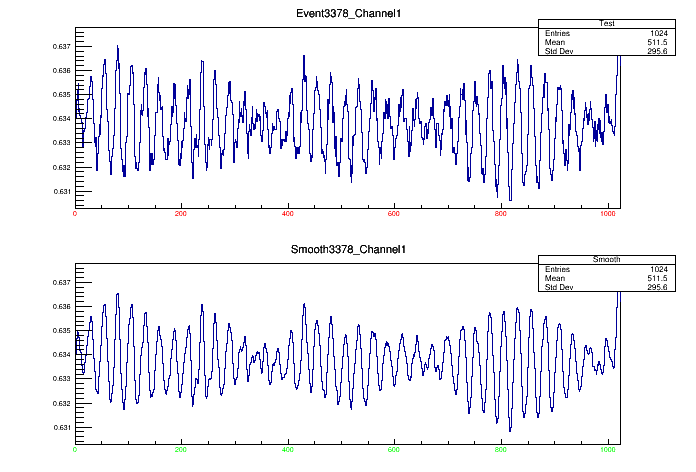 Event3378_Channel1
Test
Entries 1024
Mean 511.5
Std Dev 295.6
0.637
0.636
0.635
0.634
0.633
0.632
0.631
0 200 400 600 800 1000
Smooth3378_Channel1
Smooth
Entries 1024
Mean 511.5
Std Dev 295.6
0.637
0.636
0.635
0.634
0.633
0.632
0.631
0 200 400 600 800 1000